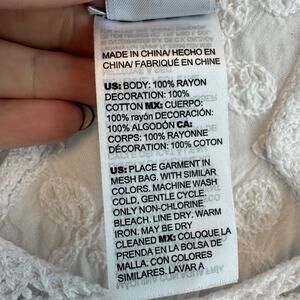 MADE IN CHINA/ HECHO EN
CHINA/ FABRIQUÉ EN CHINE
US: BODY: 100% RAYON
DECORATION: 100%
COTTON MX: CUERPO:
100% rayón DECORACIÓN:
100% ALGODÓN CA:
CORPS: 100% RAYONNE
DÉCORATION: 100% COTON
US: PLACE GARMENT IN
MESH BAG. WITH SIMILAR
COLORS. MACHINE WASH
COLD, GENTLE CYCLE.
ONLY NON-CHLORINE
BLEACH. LINE DRY. WARM
IRON. MAY BE DRY
CLEANED MX: COLOQUE LA
PRENDA EN LA BOLSA DE
MALLA. CON COLORES
SIMILARES. LAVAR A